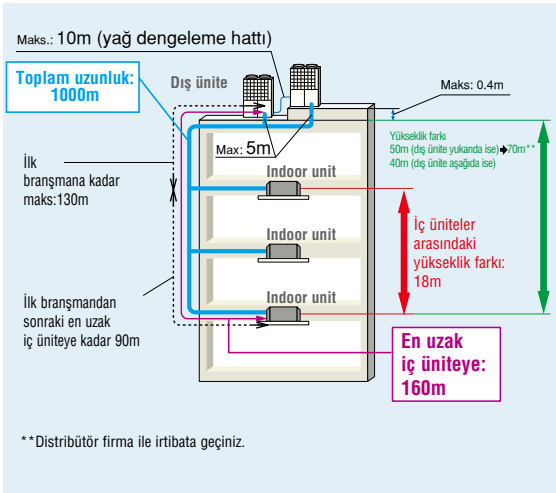 Maks.: 10m (yağ dengeleme hattı)
Toplam uzunluk:
1000m
Dış ünite
Maks: 0.4m
Max: 5m
Yükseklik farkı
50m (dış ünite yukarıda ise)→70m**
40m (dış ünite aşağıda ise)
İlk
branşmana kadar
maks:130m
Indoor unit
Indoor unit
Indoor unit
İç üniteler
arasındaki
yükseklik farkı:
18m
İlk branşmandan
sonraki en uzak
iç üniteye kadar 90m
En uzak
iç üniteye:
160m
**Distribütör firma ile irtibata geçiniz.